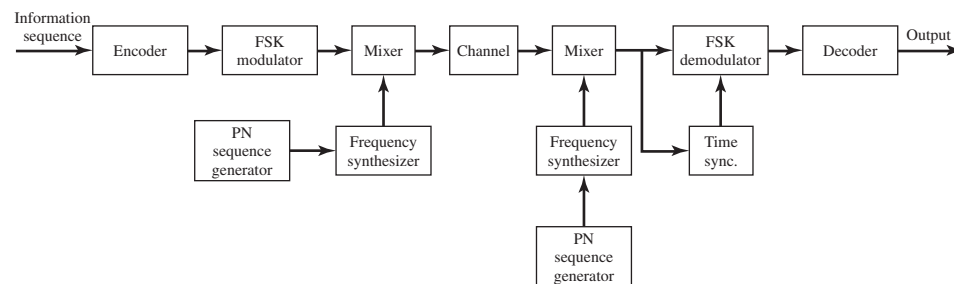 Information
sequence
Encoder
FSK
modulator
Mixer
Channel
Mixer
FSK
demodulator
Decoder
Output
PN
sequence
generator
Frequency
synthesizer
Frequency
synthesizer
Time
sync.
PN
sequence
generator